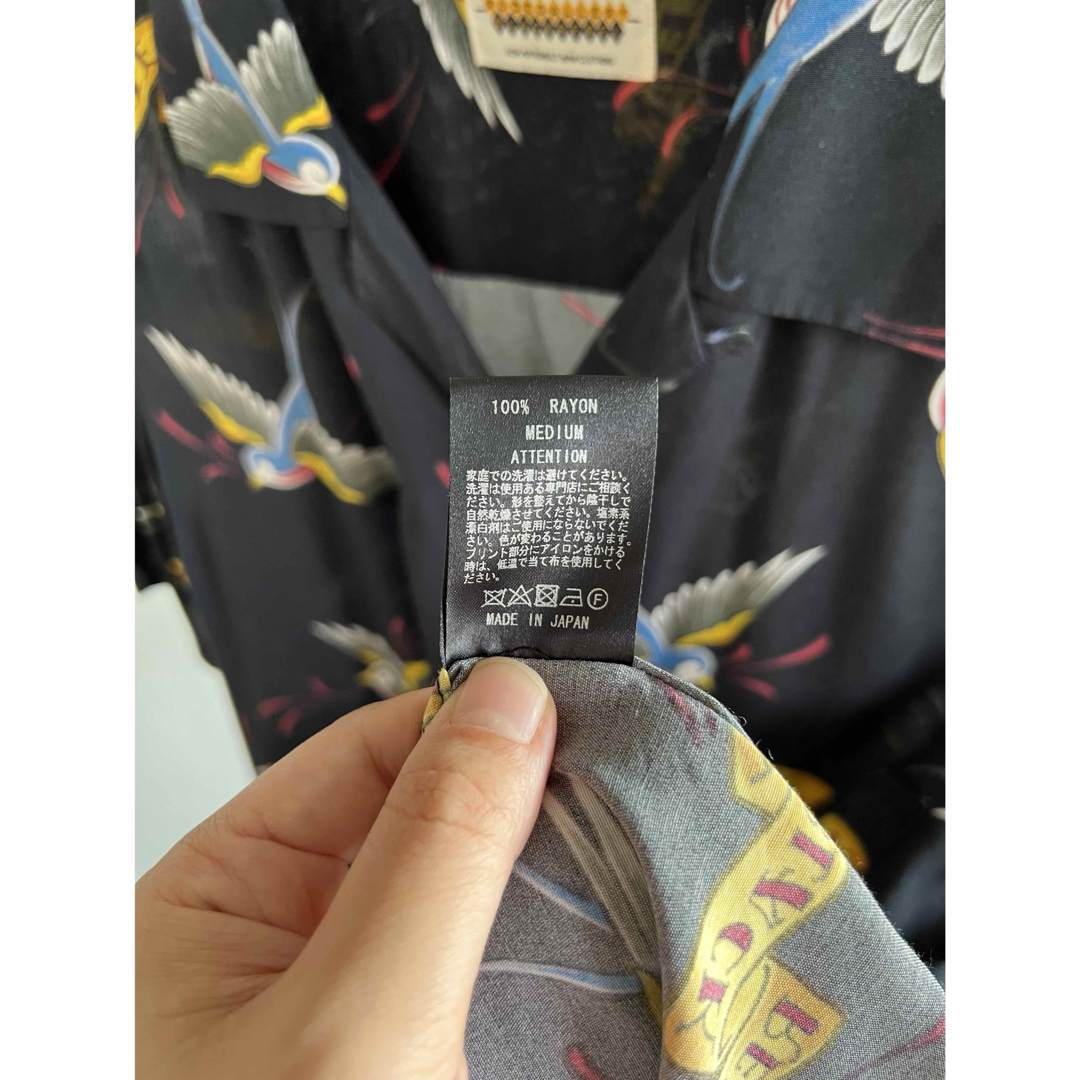 100% RAYON
MEDIUM
ATTENTION
家庭での洗濯は避けてください。
洗濯は使用ある専門店にご相談く
ださい。形を整えてから陰干しで
自然乾燥させてください。塩素系
漂白剤はご使用にならないでくだ
さい。色が変わることがあります。
プリント部分にアイロンをかける
時は、低温で当て布を使用してく
ださい。
F
MADE IN JAPAN